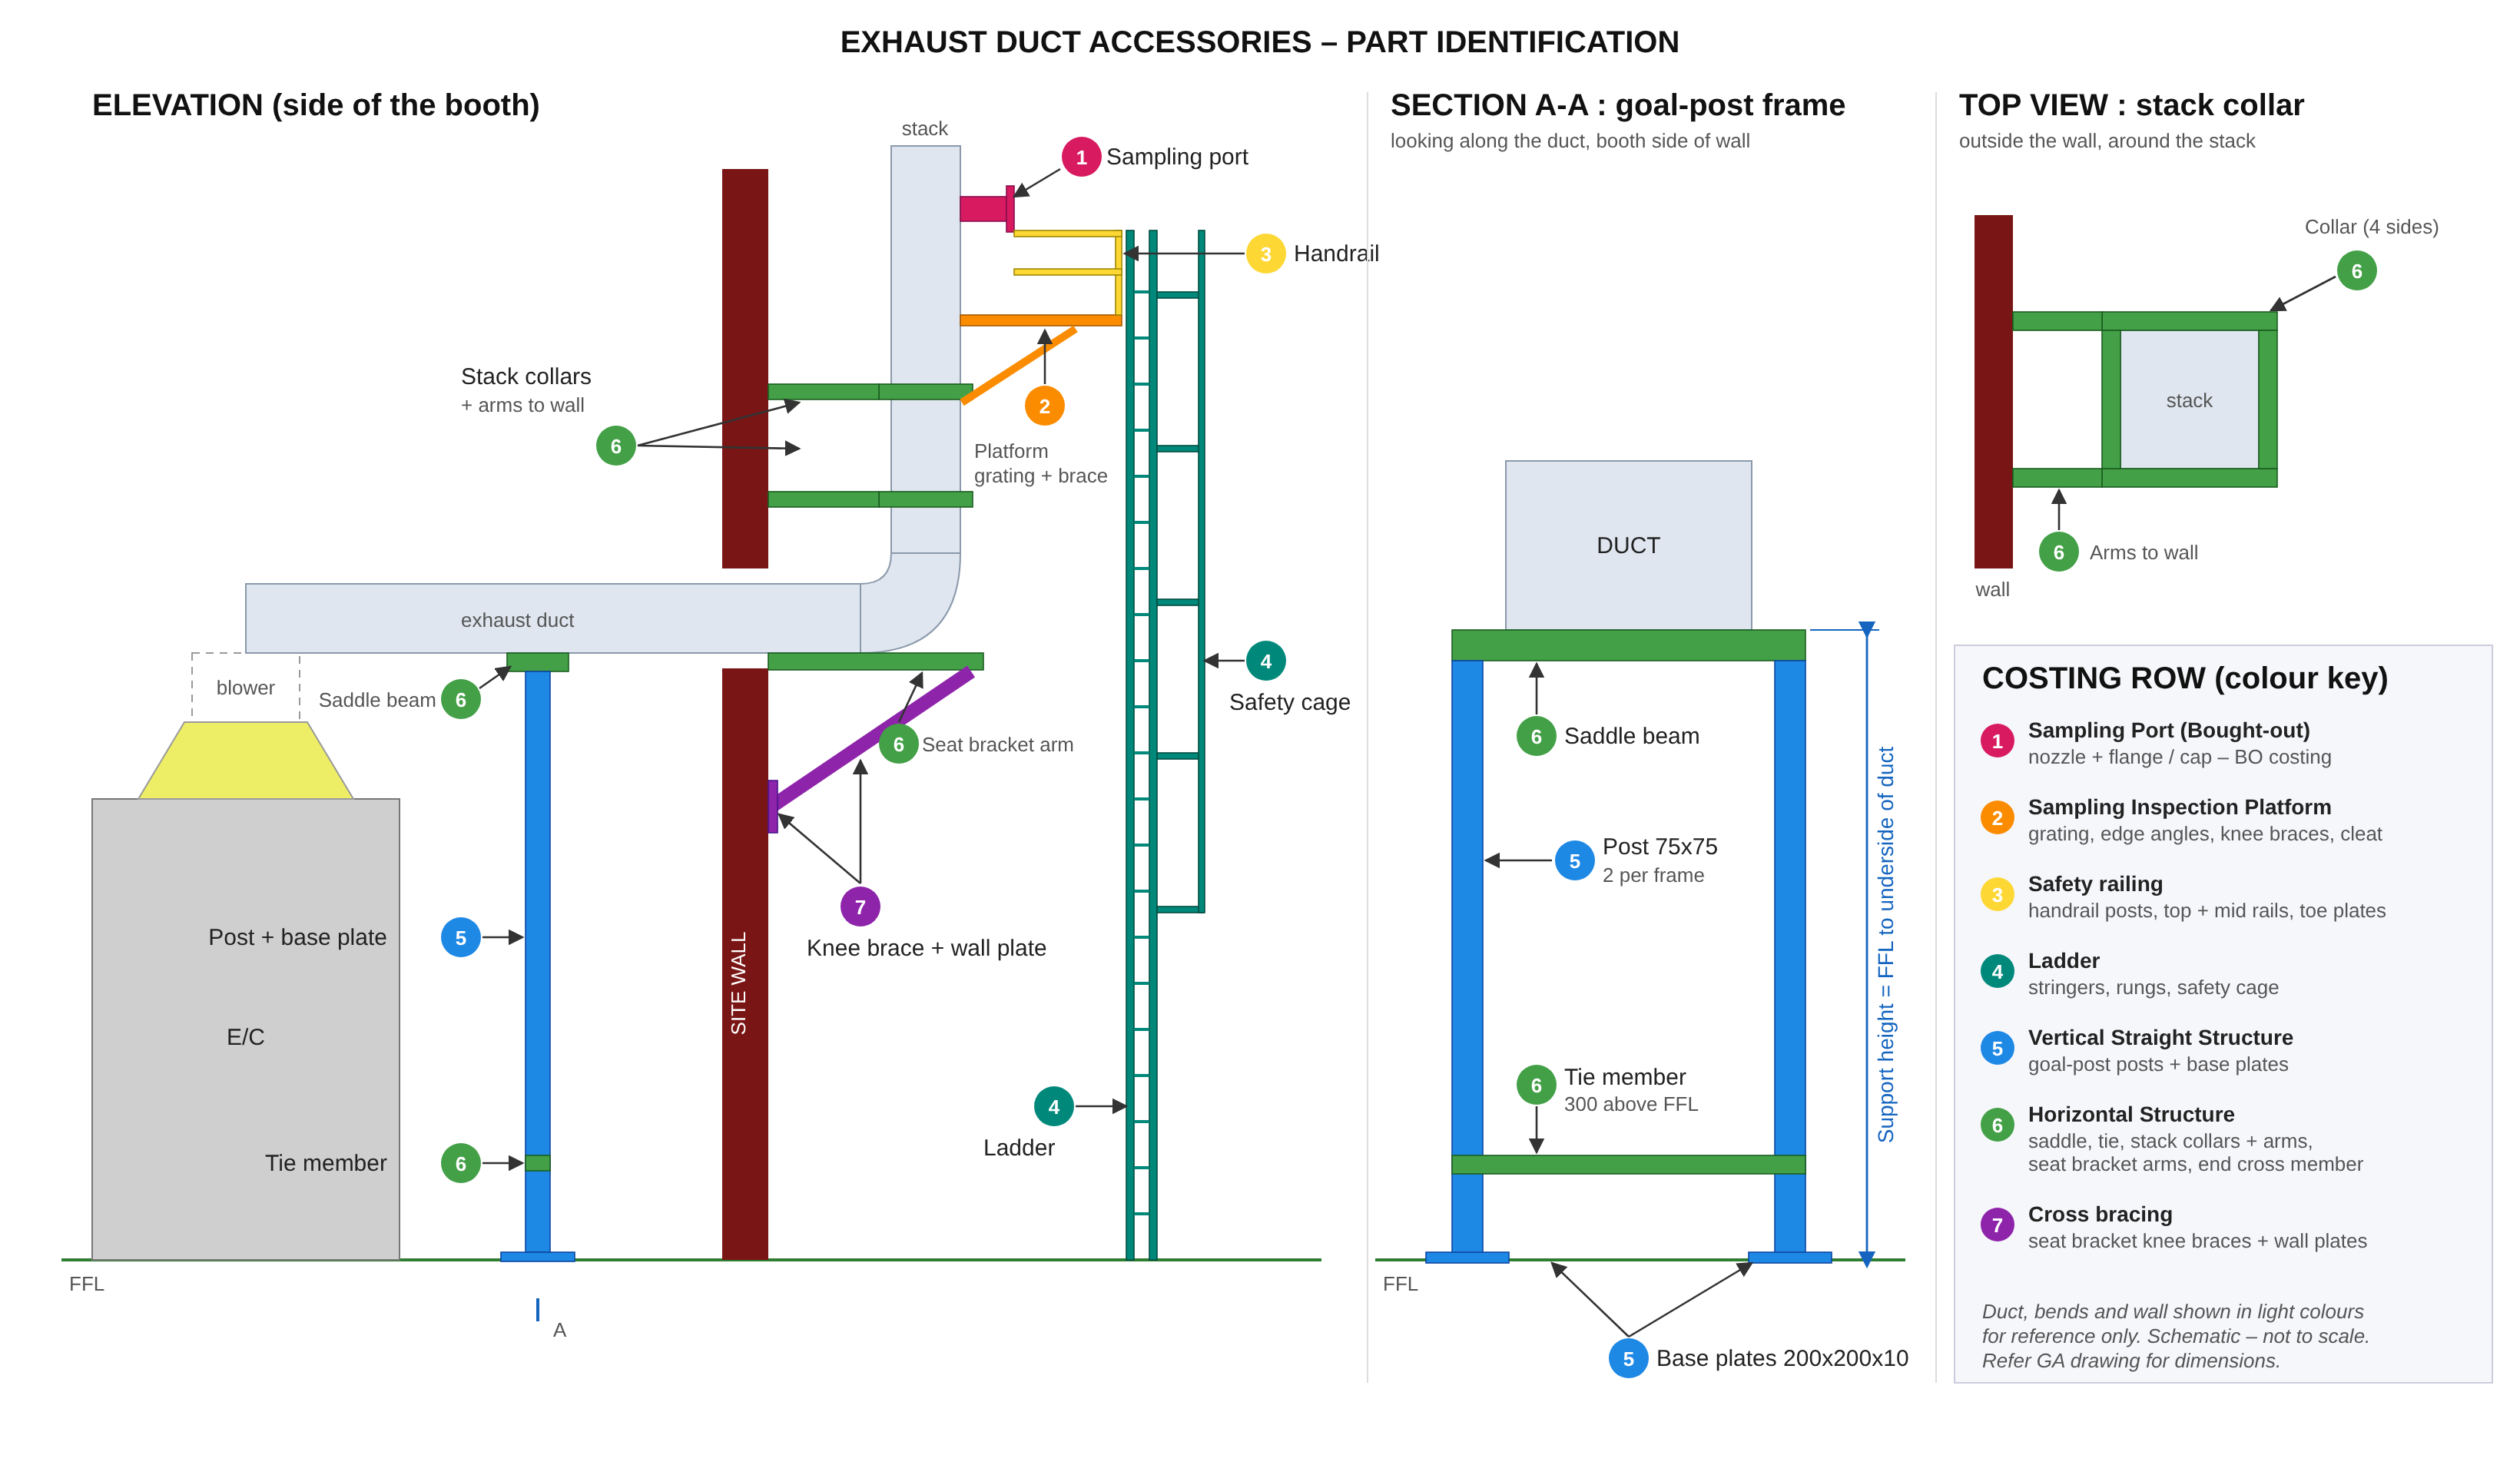 EXHAUST DUCT ACCESSORIES – PART IDENTIFICATION
ELEVATION (side of the booth)
stack
1
Sampling port
3
Handrail
Stack collars
+ arms to wall
6
2
Platform
grating + brace
exhaust duct
blower
Saddle beam
6
6
Seat bracket arm
4
Safety cage
7
Knee brace + wall plate
Post + base plate
5
SITE WALL
E/C
4
Ladder
Tie member
6
FFL
A
SECTION A-A : goal-post frame
looking along the duct, booth side of wall
DUCT
6
Saddle beam
5
Post 75x75
2 per frame
Support height = FFL to underside of duct
6
Tie member
300 above FFL
FFL
5
Base plates 200x200x10
TOP VIEW : stack collar
outside the wall, around the stack
Collar (4 sides)
6
stack
6
Arms to wall
wall
COSTING ROW (colour key)
1
Sampling Port (Bought-out)
nozzle + flange / cap – BO costing
2
Sampling Inspection Platform
grating, edge angles, knee braces, cleat
3
Safety railing
handrail posts, top + mid rails, toe plates
4
Ladder
stringers, rungs, safety cage
5
Vertical Straight Structure
goal-post posts + base plates
6
Horizontal Structure
saddle, tie, stack collars + arms,
seat bracket arms, end cross member
7
Cross bracing
seat bracket knee braces + wall plates
Duct, bends and wall shown in light colours
for reference only. Schematic – not to scale.
Refer GA drawing for dimensions.